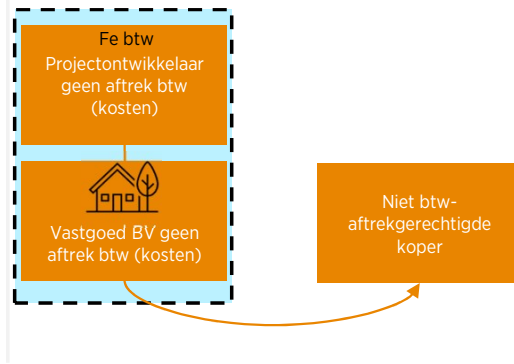 Fe btw
Projectontwikkelaar
geen aftrek btw
(kosten)
Vastgoed BV geen
aftrek btw (kosten)
Niet btw-
aftrekgerechtigde
koper